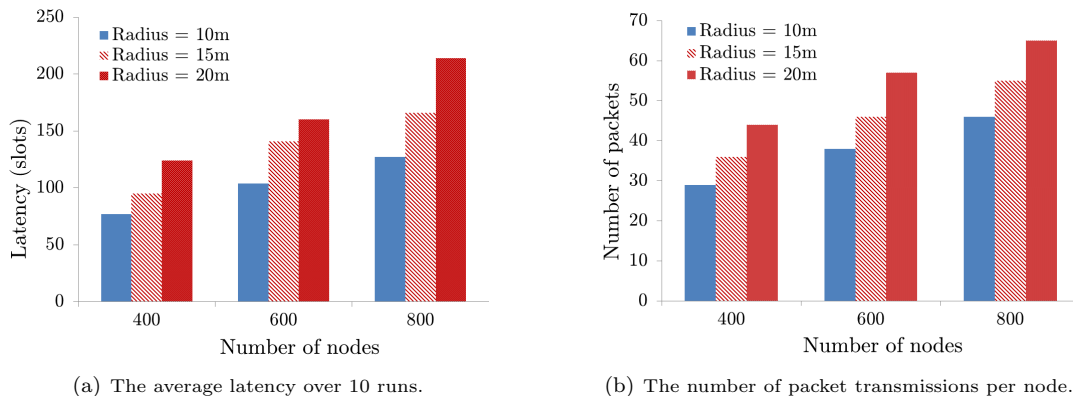 250
200
150
100
50
0
Latency (slots)
Radius = 10m
Radius = 15m
Radius = 20m
400 600 800
Number of nodes
(a) The average latency over 10 runs.
70
60
50
40
30
20
10
0
Number of packets
Radius = 10m
Radius = 15m
Radius = 20m
400 600 800
Number of nodes
(b) The number of packet transmissions per node.